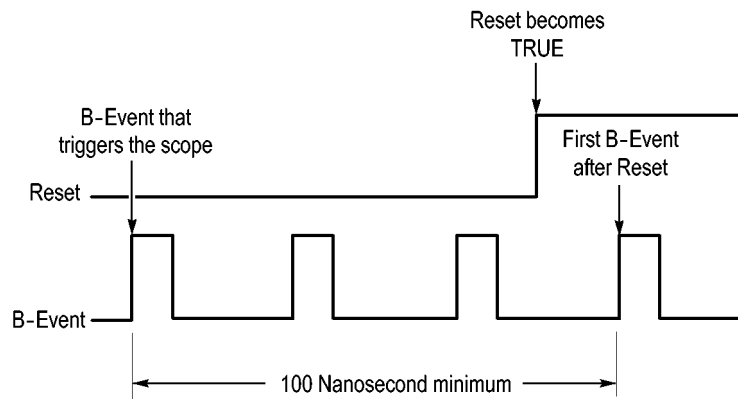 Reset becomes
TRUE
B-Event that
triggers the scope
First B-Event
after Reset
Reset
B-Event
100 Nanosecond minimum